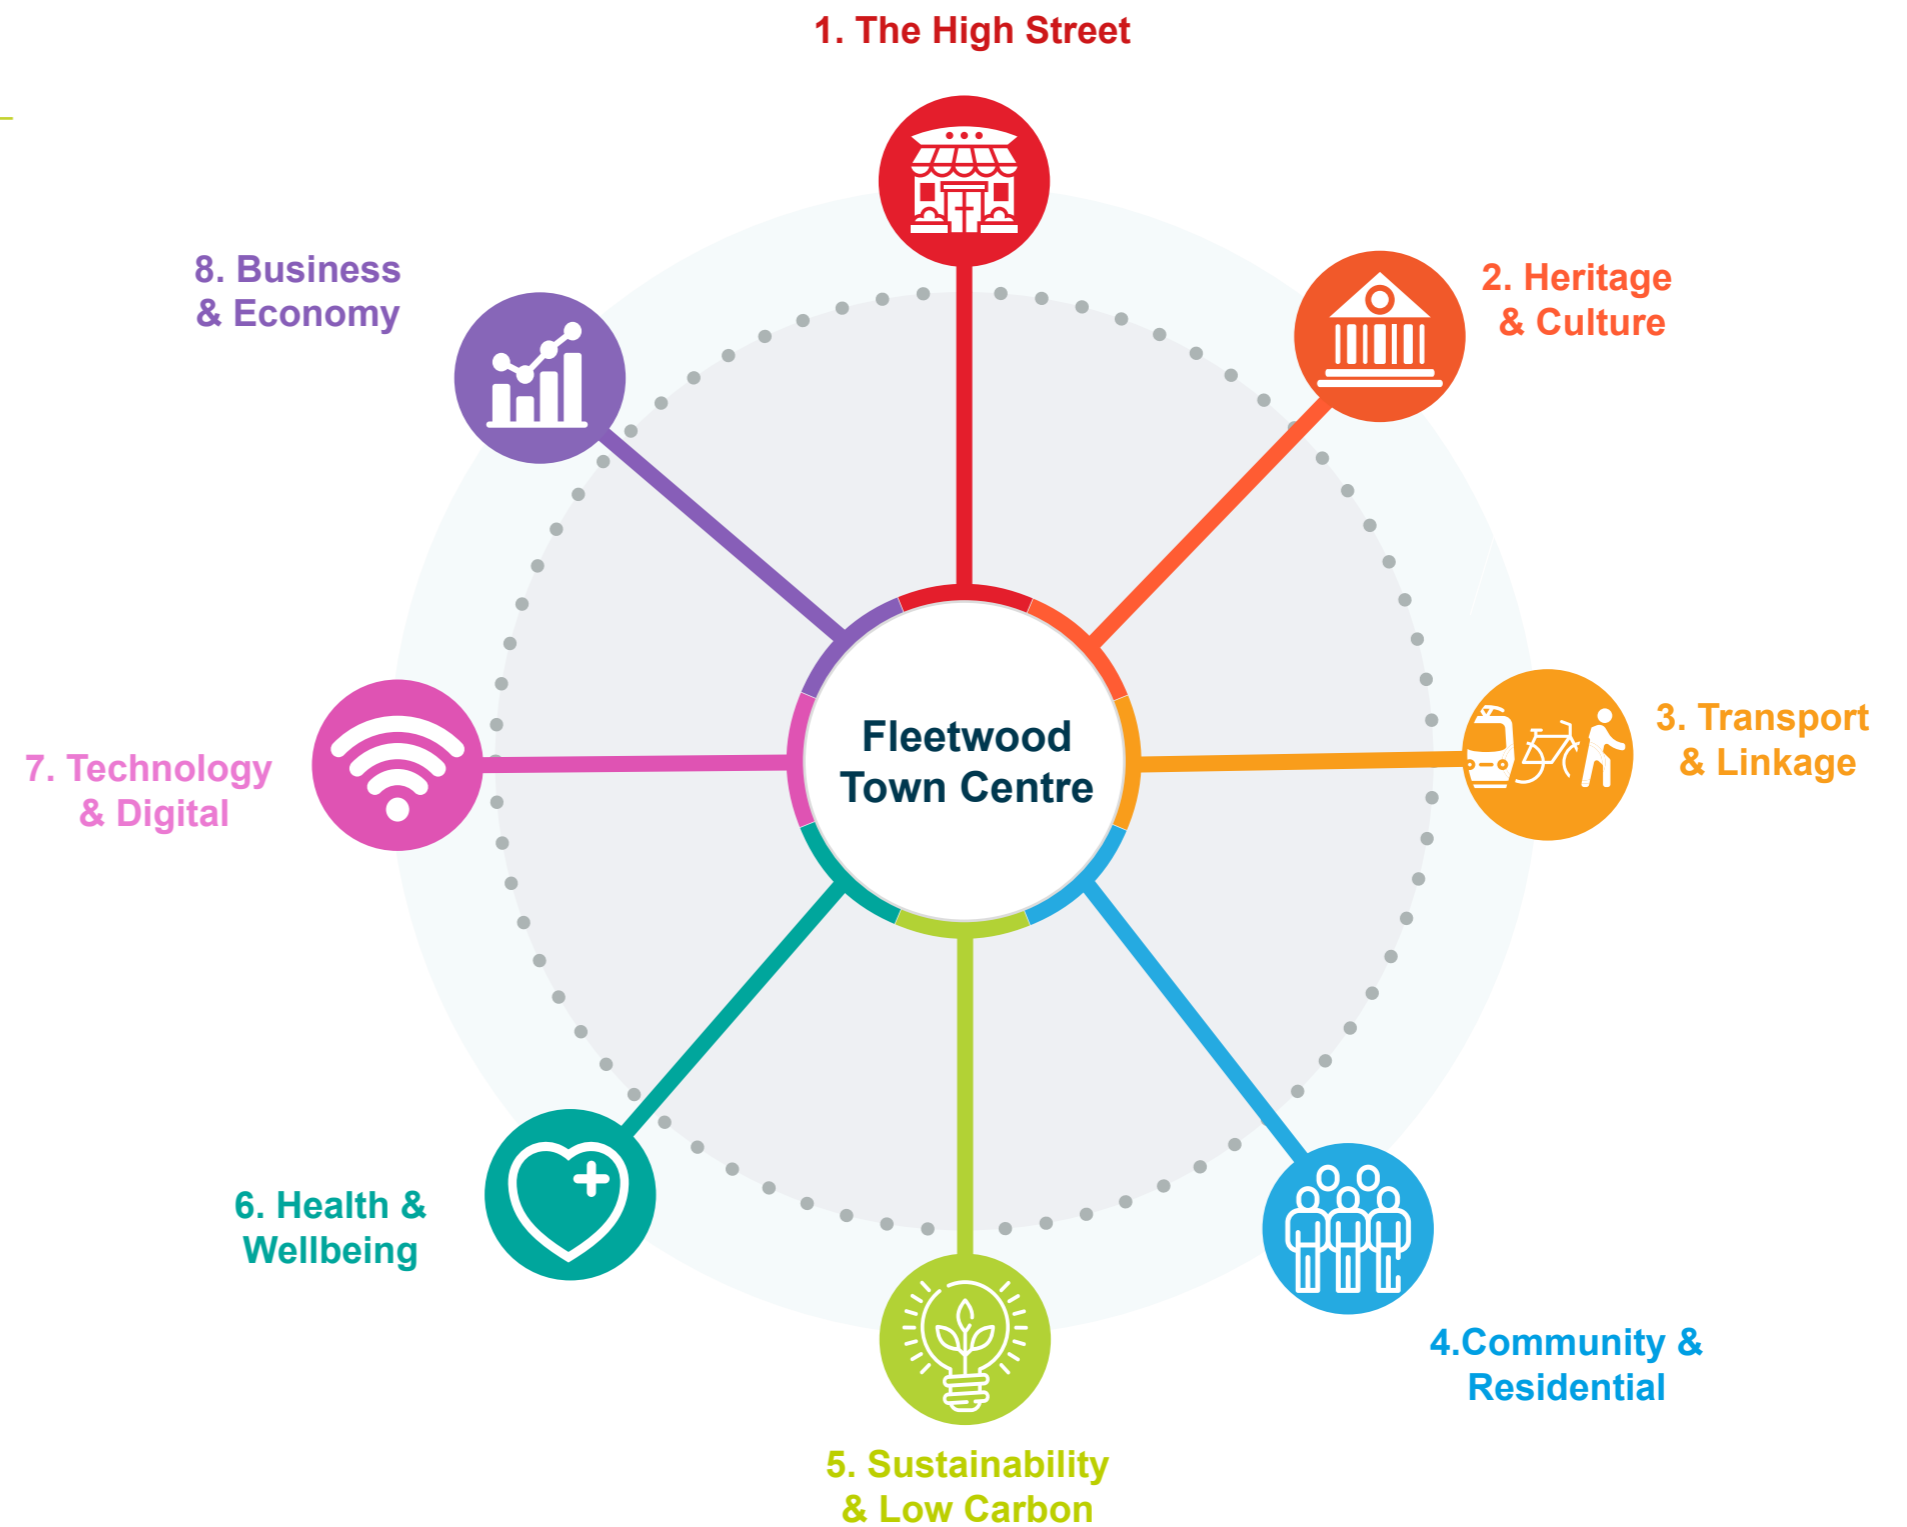 1. The High Street
2. Heritage
& Culture
3. Transport
& Linkage
4.Community &
Residential
5. Sustainability
& Low Carbon
6. Health &
Wellbeing
7. Technology
& Digital
8. Business
& Economy
Fleetwood
Town Centre